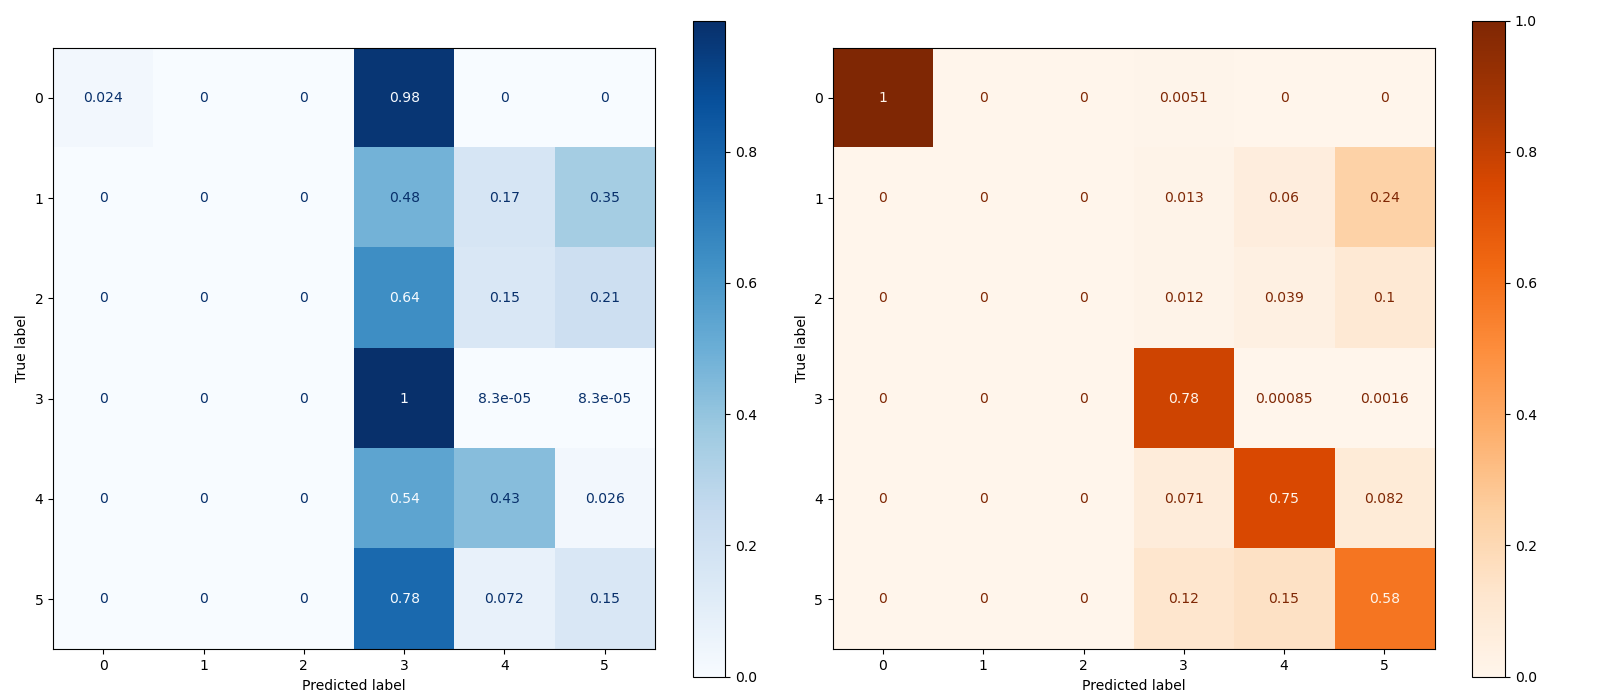 1.0
0 0.024 0 0 0.98 0 0
0 1 0 0 0.0051 0 0
0.8 0.8
1 0 0 0 0.48 0.17 0.35
1 0 0 0 0.013 0.06 0.24
0.6 0.6
2 0 0 0 0.64 0.15 0.21
2 0 0 0 0.012 0.039 0.1
True label True label
3 0 0 0 1 8.3e-05 8.3e-05
3 0 0 0 0.78 0.00085 0.0016
0.4 0.4
4 0 0 0 0.54 0.43 0.026
4 0 0 0 0.071 0.75 0.082
0.2 0.2
5 0 0 0 0.78 0.072 0.15
5 0 0 0 0.12 0.15 0.58
0 1 2 3 4 5
0 1 2 3 4 5
0.0 0.0
Predicted label Predicted label